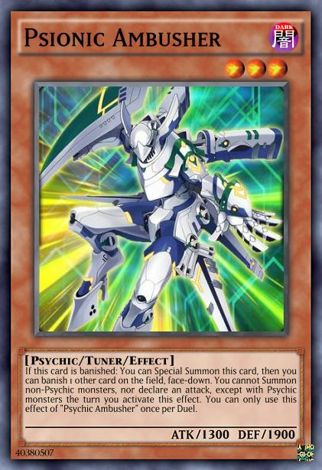 Psionic Ambusher
DARK
闇
[Psychic/Tuner/Effect]
If this card is banished: You can Special Summon this card, then you
can banish 1 other card on the field, face-down. You cannot Summon
non-Psychic monsters, nor declare an attack, except with Psychic
monsters the turn you activate this effect. You can only use this
effect of "Psychic Ambusher" once per Duel.
ATK/1300 DEF/1900
40380507